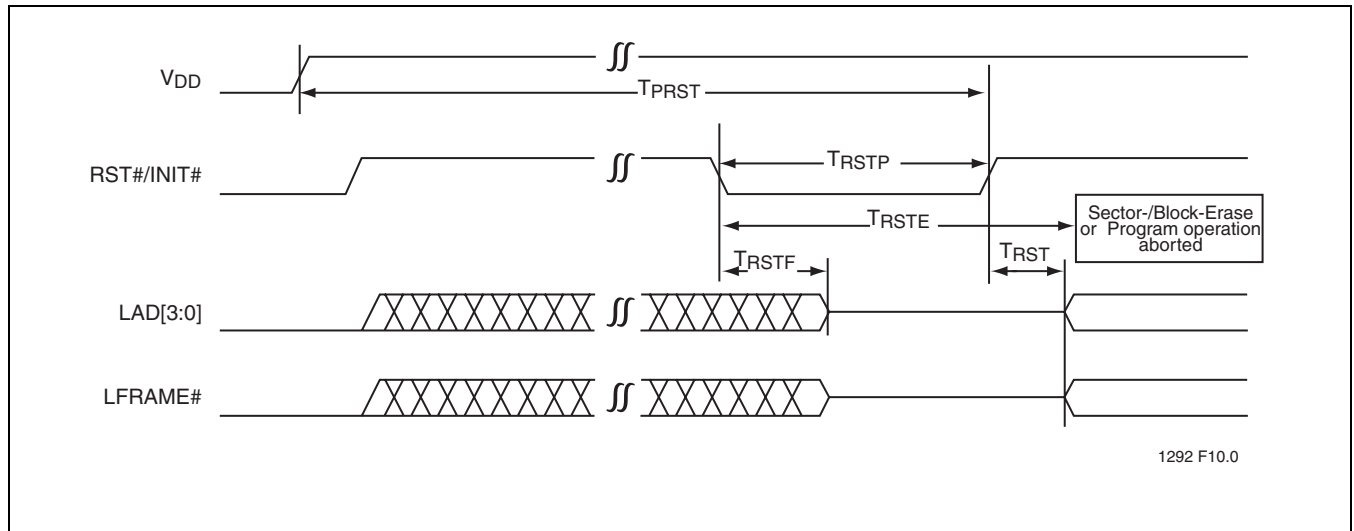 VDD
TPRST
RST#/INIT#
TRSTP
TRSTE
Sector-/Block-Erase
or Program operation
aborted
TRSTF
TRST
LAD[3:0]
LFRAME#
1292 F10.0